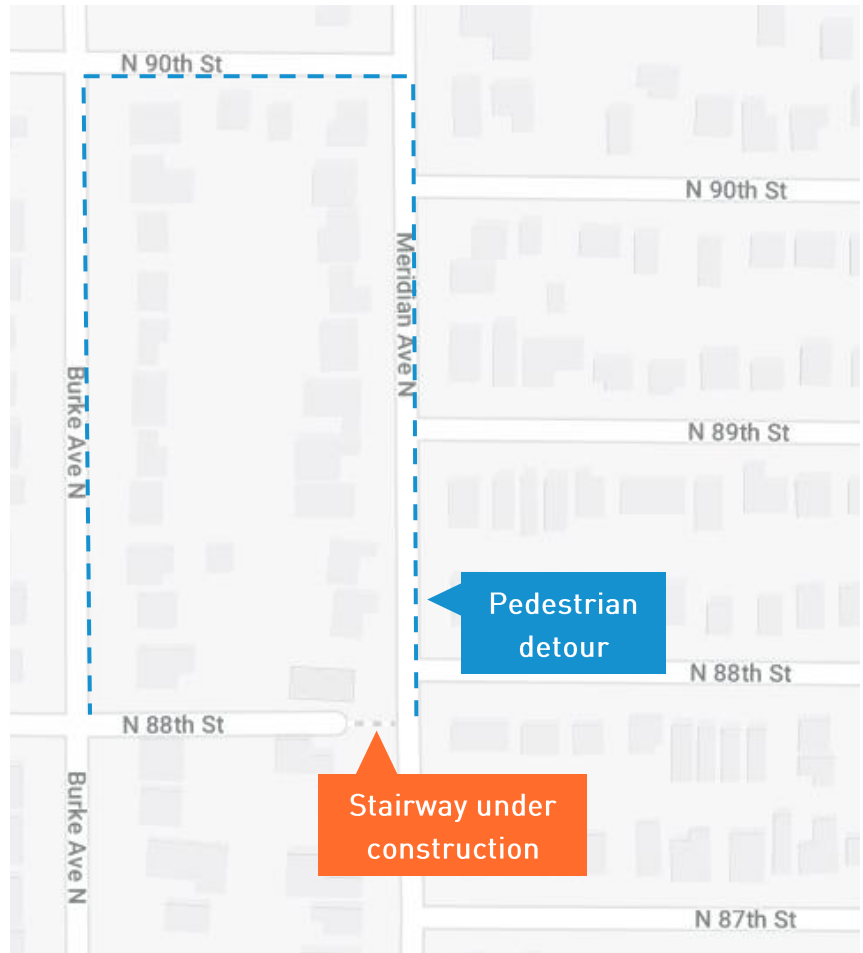 N 90th St
N 90th St
Meridian Ave N
Burke Ave N
N 89th St
Pedestrian
detour
N 88th St
N 88th St
Burke Ave N
Stairway under
construction
N 87th St